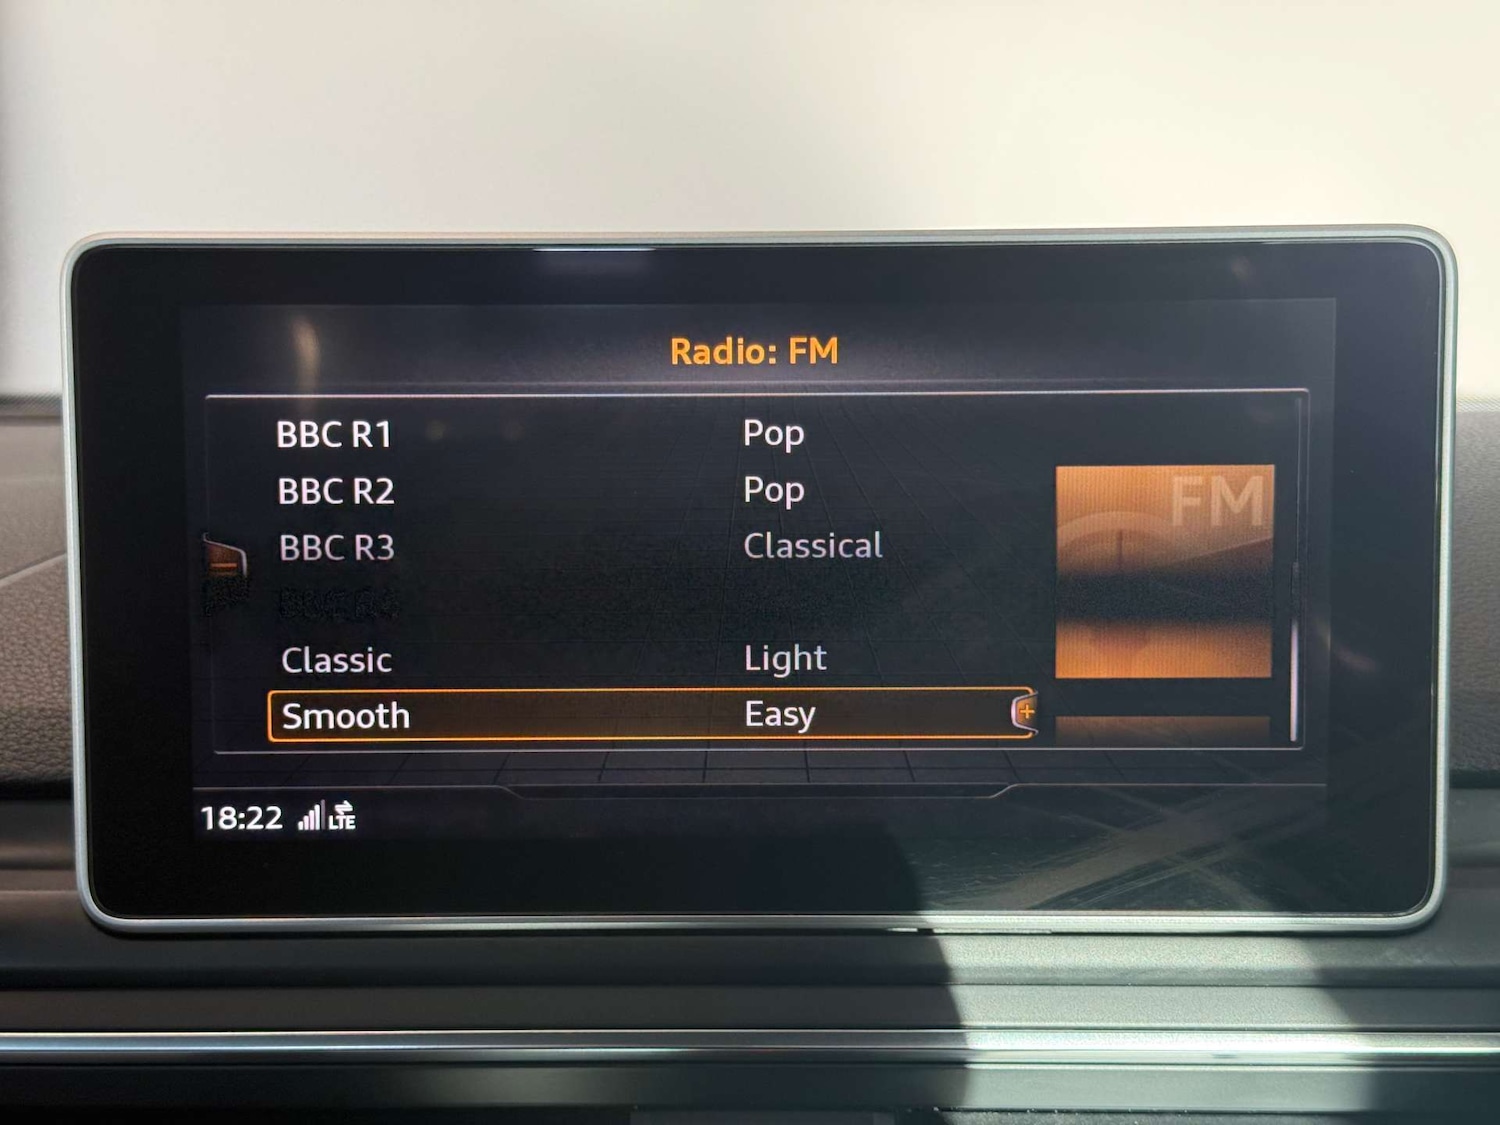 Radio: FM
BBC R1 Pop
BBC R2 Pop
FM
BBC R3 Classical
Classic Light
Smooth Easy
18:22 LTE